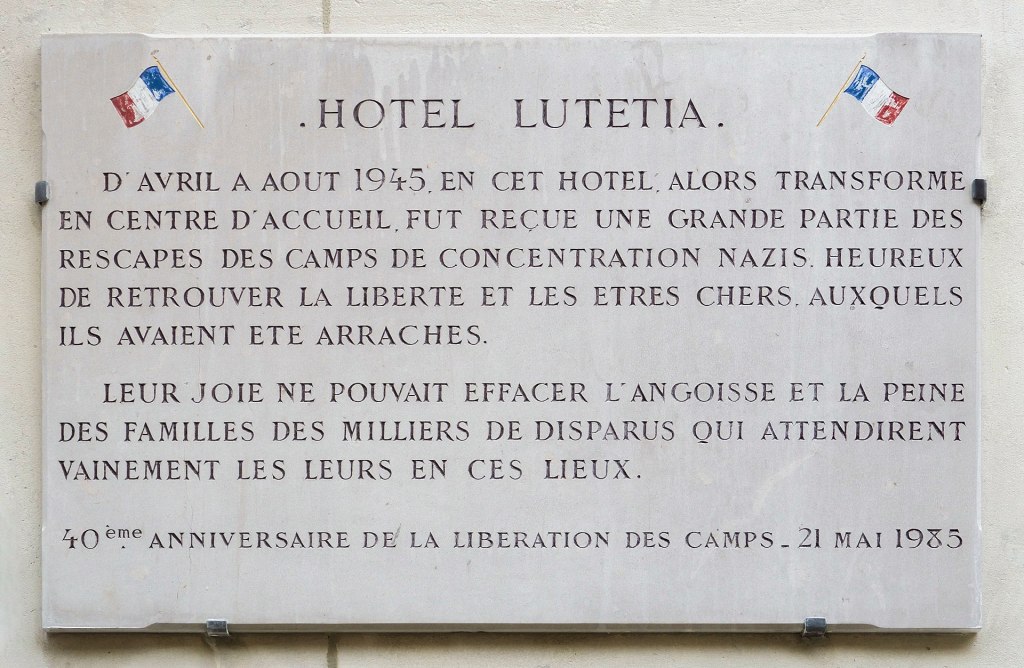 .HOTEL LUTETIA.
D'AVRIL A AOUT 1945, EN CET HOTEL, ALORS TRANSFORME
EN CENTRE D'ACCUEIL, FUT REÇUE UNE GRANDE PARTIE DES
RESCAPES DES CAMPS DE CONCENTRATION NAZIS. HEUREUX
DE RETROUVER LA LIBERTE ET LES ETRES CHERS, AUXQUELS
ILS AVAIENT ETE ARRACHES.
LEUR JOIE NE POUVAIT EFFACER L'ANGOISSE ET LA PEINE
DES FAMILLES DES MILLIERS DE DISPARUS QUI ATTENDIRENT
VAINEMENT LES LEURS EN CES LIEUX.
40ème ANNIVERSAIRE DE LA LIBERATION DES CAMPS_21 MAI 1985